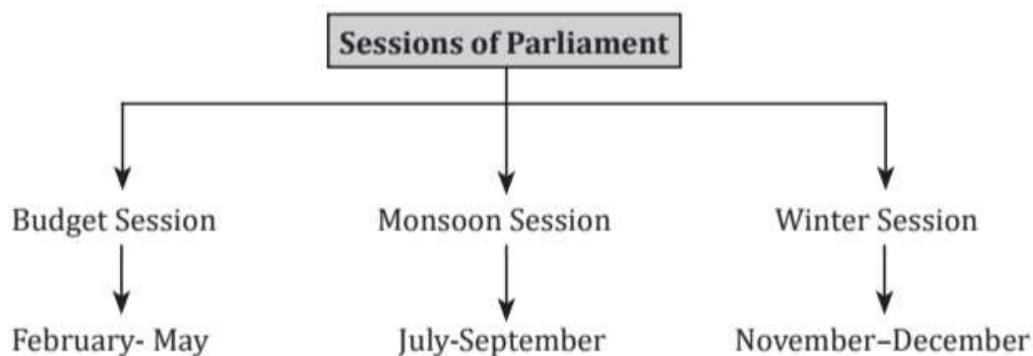 Sessions of Parliament
Budget Session
Monsoon Session
Winter Session
February- May
July-September
November–December